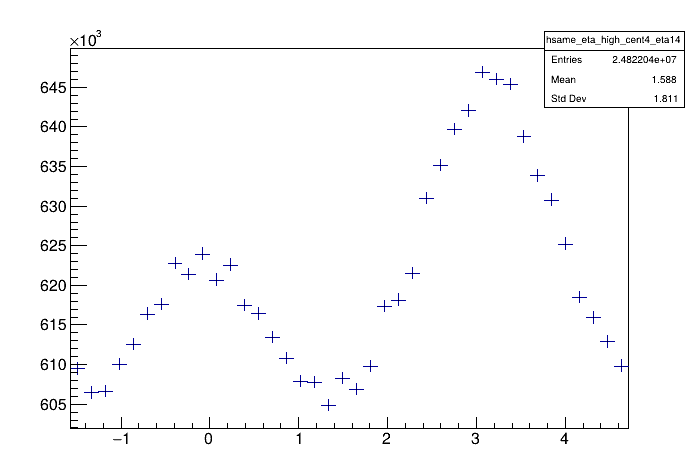 ×10³
hsame_eta_high_cent4_eta14
Entries 2.482204e+07
Mean 1.588
Std Dev 1.811
645
640
635
630
625
620
615
610
605
−1 0 1 2 3 4